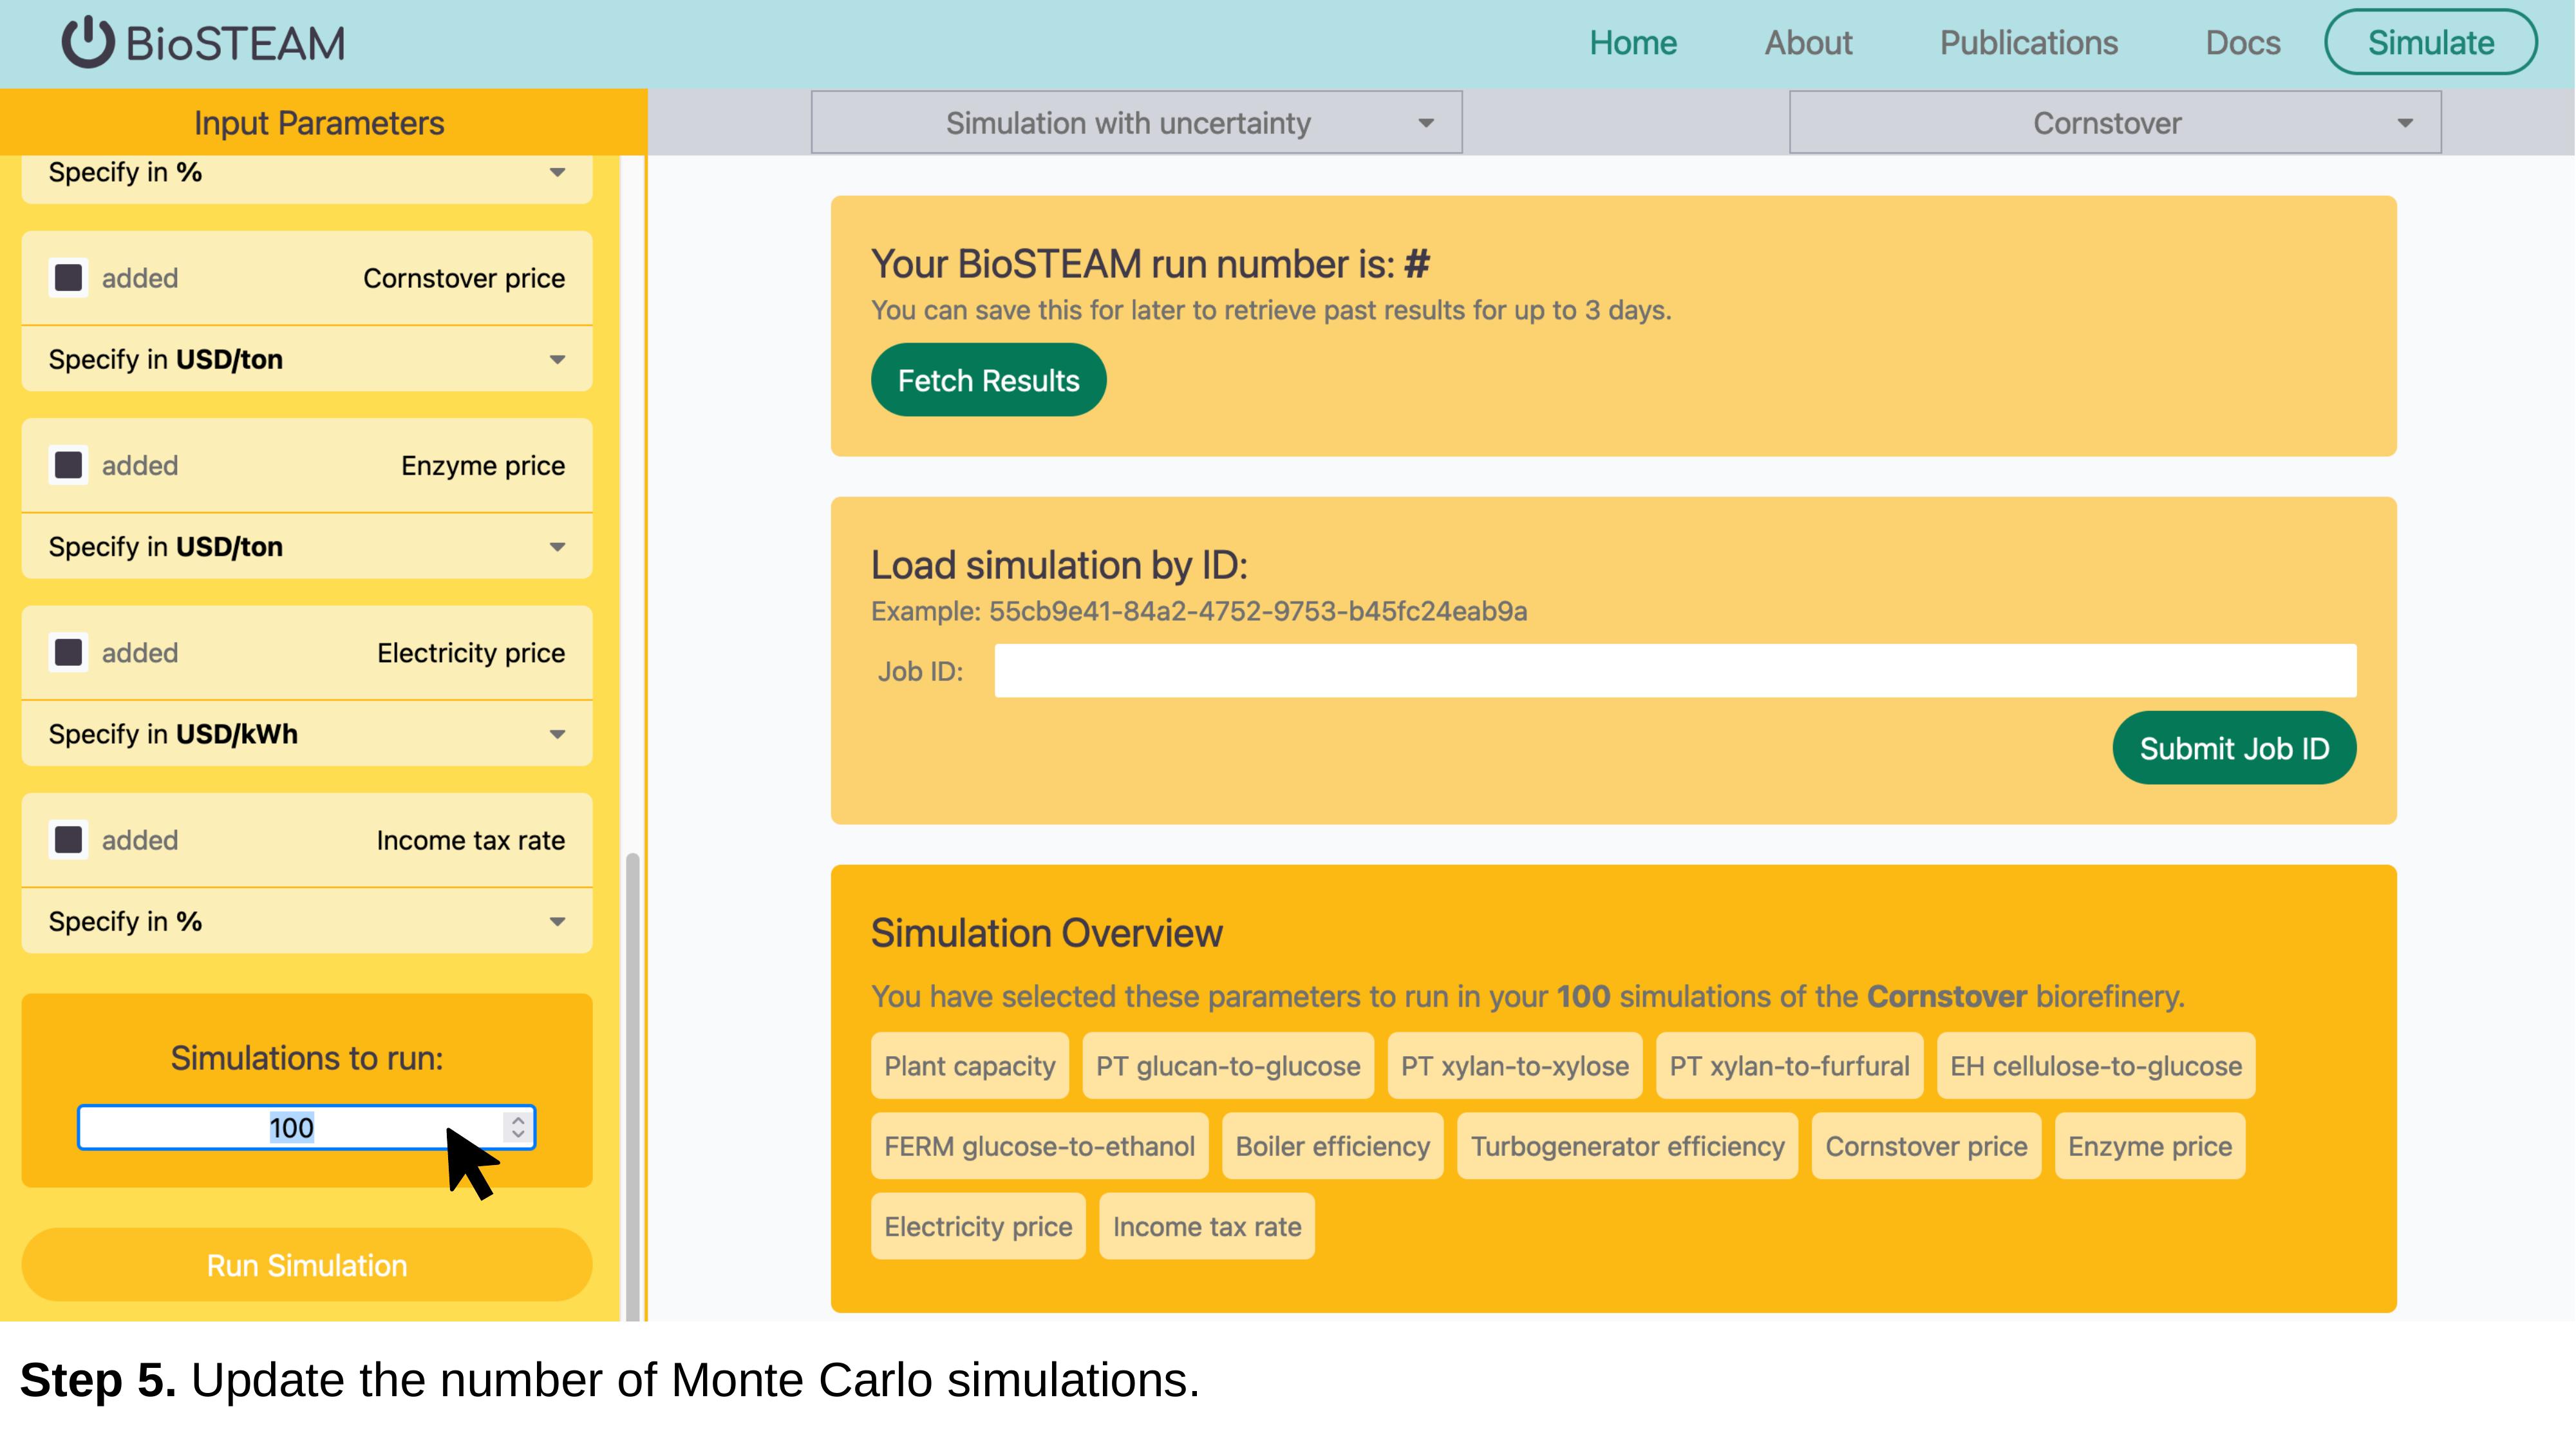 BioSTEAM
Home About Publications Docs Simulate
Input Parameters
Simulation with uncertainty
Cornstover
Specify in %
added Cornstover price
Specify in USD/ton
added Enzyme price
Specify in USD/ton
added Electricity price
Specify in USD/kWh
added Income tax rate
Specify in %
Simulations to run:
100
Run Simulation
Your BioSTEAM run number is: #
You can save this for later to retrieve past results for up to 3 days.
Fetch Results
Load simulation by ID:
Example: 55cb9e41-84a2-4752-9753-b45fc24eab9a
Job ID:
Submit Job ID
Simulation Overview
You have selected these parameters to run in your 100 simulations of the Cornstover biorefinery.
Plant capacity PT glucan-to-glucose PT xylan-to-xylose PT xylan-to-furfural EH cellulose-to-glucose
FERM glucose-to-ethanol Boiler efficiency Turbogenerator efficiency Cornstover price Enzyme price
Electricity price Income tax rate
Step 5. Update the number of Monte Carlo simulations.